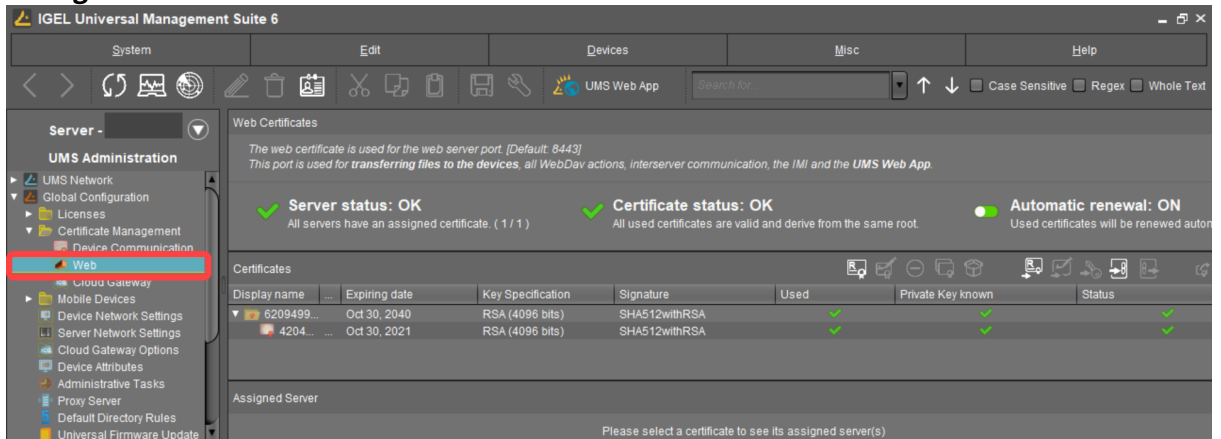 IGEL Universal Management Suite 6
System Edit Devices Misc Help
UMS Web App Search for... Case Sensitive Regex Whole Text
Server -
UMS Administration
UMS Network
Global Configuration
Licenses
Certificate Management
Device Communication
Web
Cloud Gateway
Mobile Devices
Device Network Settings
Server Network Settings
Cloud Gateway Options
Device Attributes
Administrative Tasks
Proxy Server
Default Directory Rules
Universal Firmware Update
Web Certificates
The web certificate is used for the web server port. [Default: 8443]
This port is used for transferring files to the devices, all WebDav actions, interserver communication, the IMI and the UMS Web App.
Server status: OK
All servers have an assigned certificate. ( 1 / 1 )
Certificate status: OK
All used certificates are valid and derive from the same root.
Automatic renewal: ON
Used certificates will be renewed autom
Certificates
Display name ... Expiring date Key Specification Signature Used Private Key known Status
6209499... Oct 30, 2040 RSA (4096 bits) SHA512withRSA
4204... ... Oct 30, 2021 RSA (4096 bits) SHA512withRSA
Assigned Server
Please select a certificate to see its assigned server(s)